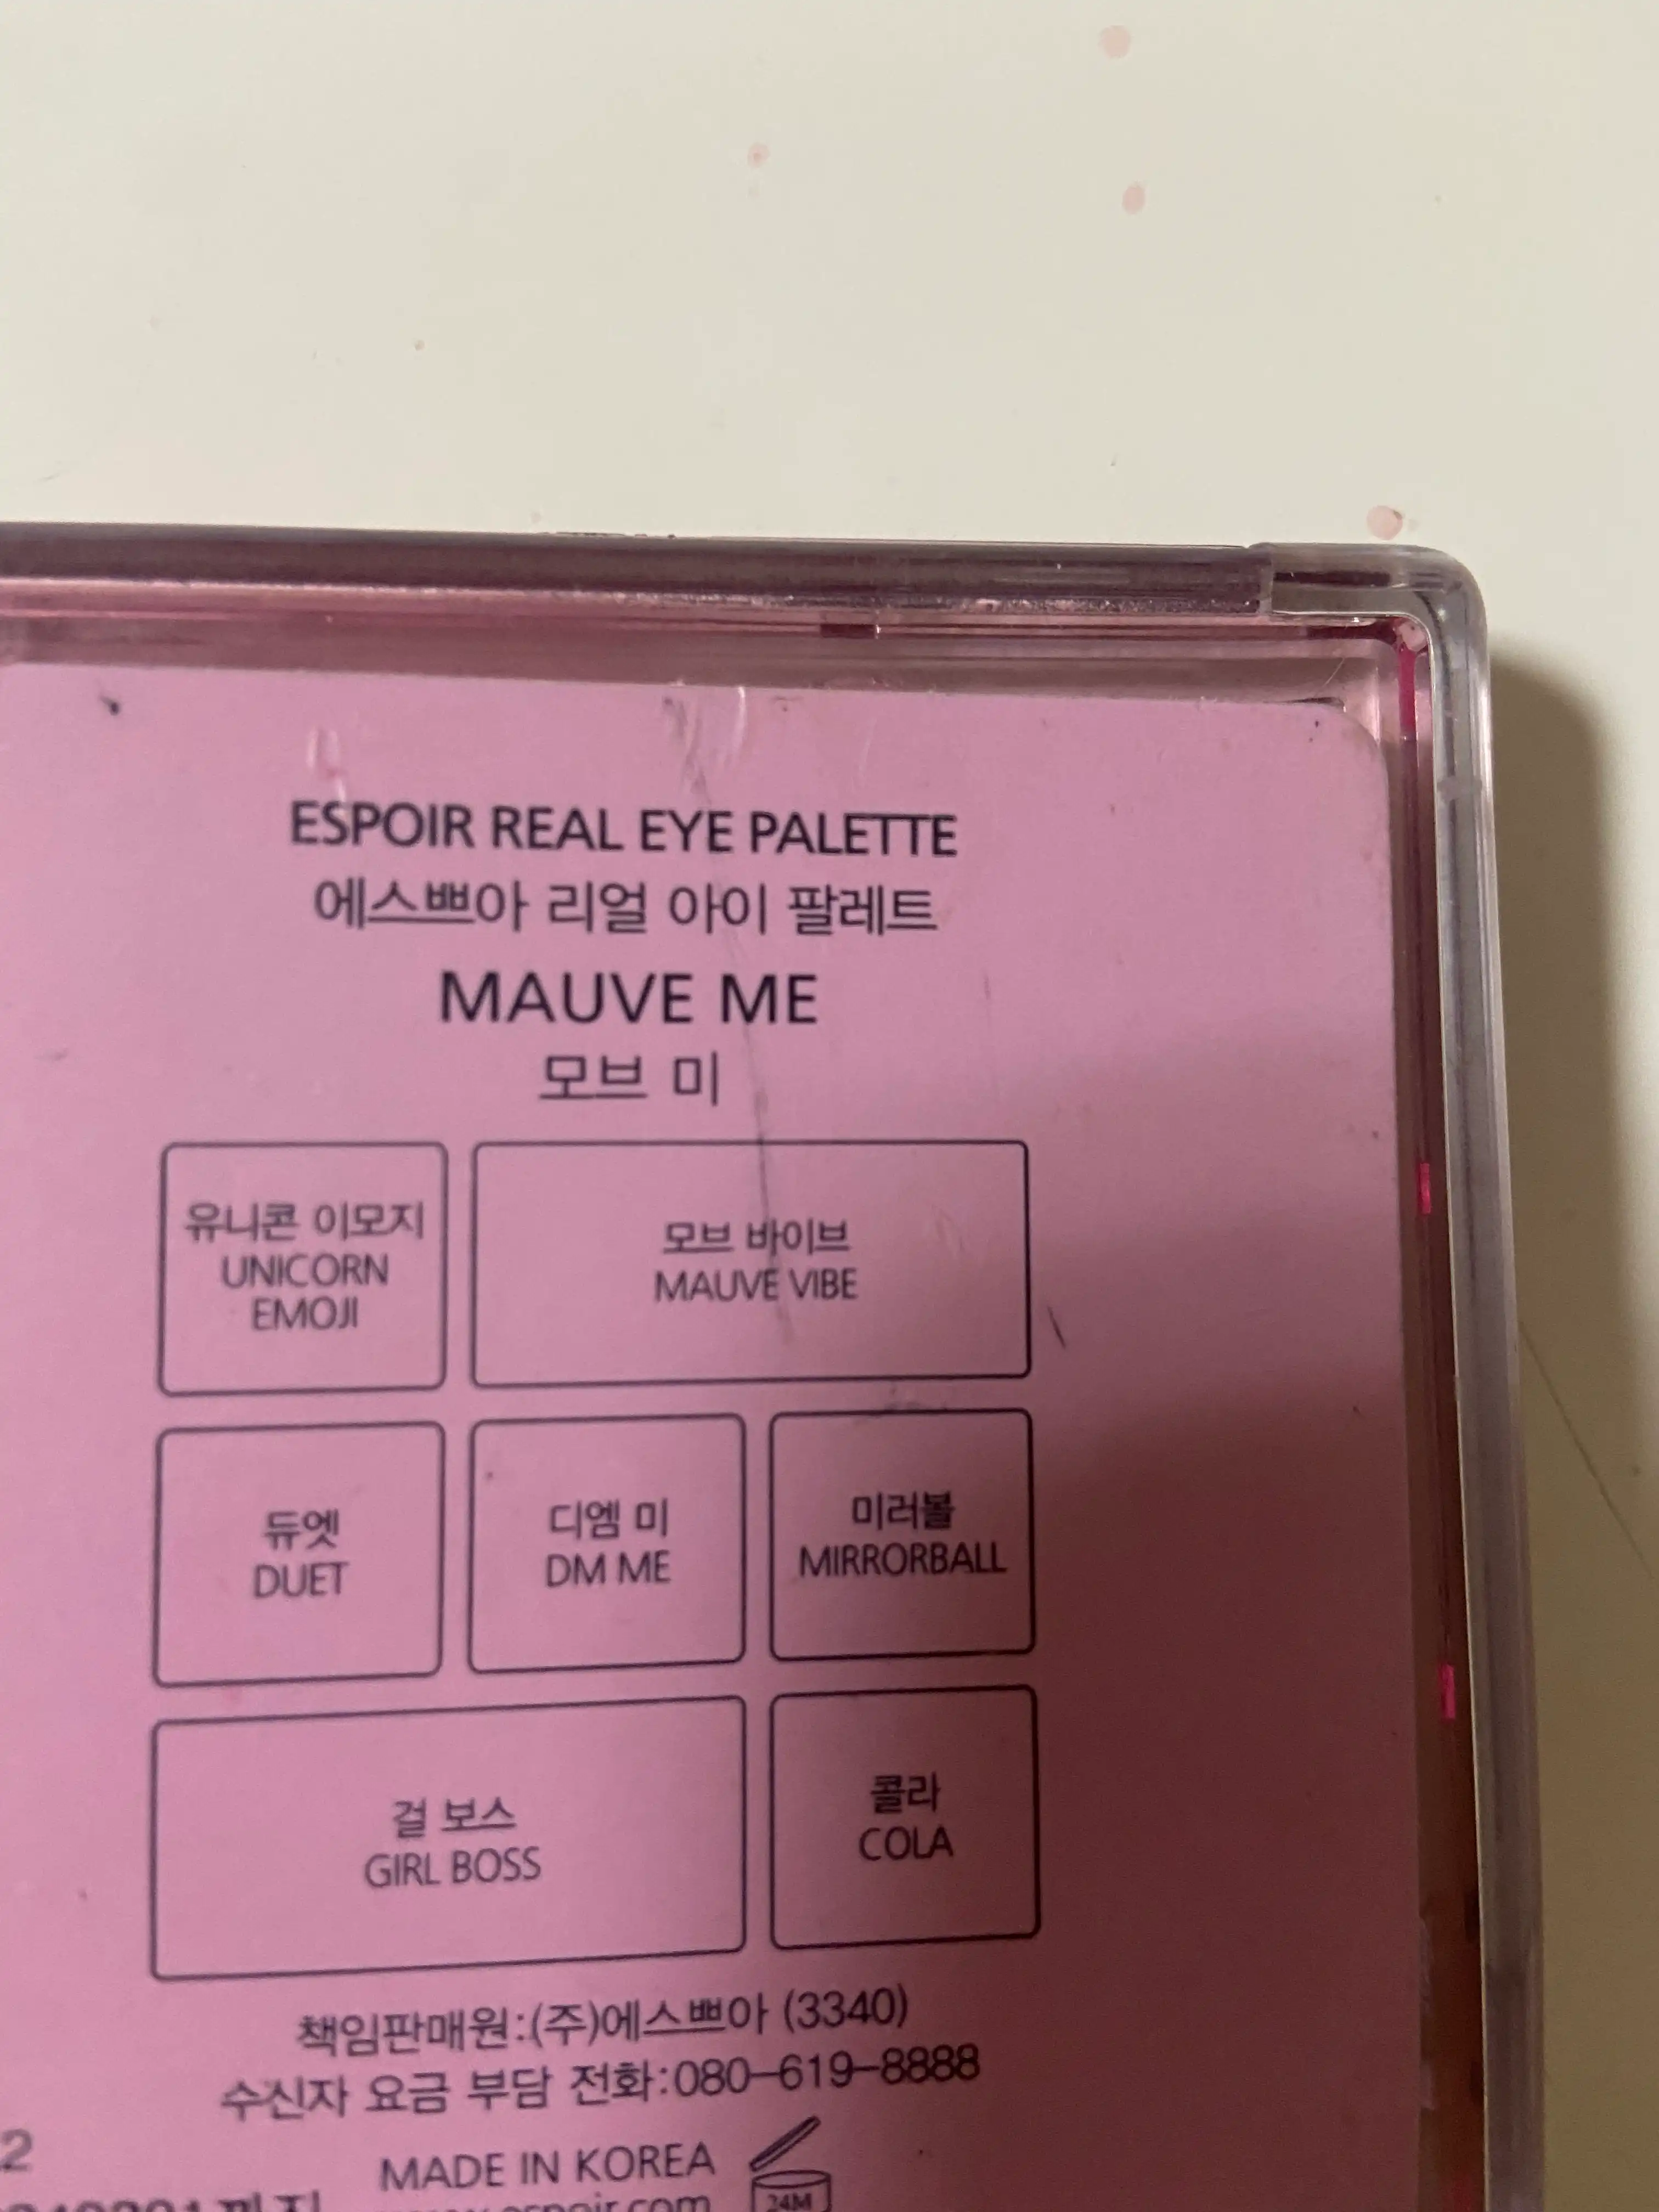 ESPOIR REAL EYE PALETTE
에스쁘아 리얼 아이 팔레트
MAUVE ME
모브 미
유니콘 이모지
UNICORN
EMOJI
모브 바이브
MAUVE VIBE
듀엣
DUET
디엠 미
DM ME
미러볼
MIRRORBALL
걸 보스
GIRL BOSS
콜라
COLA
책임판매원:(주)에스쁘아 (3340)
수신자 요금 부담 전화:080-619-8888
MADE IN KOREA
24M